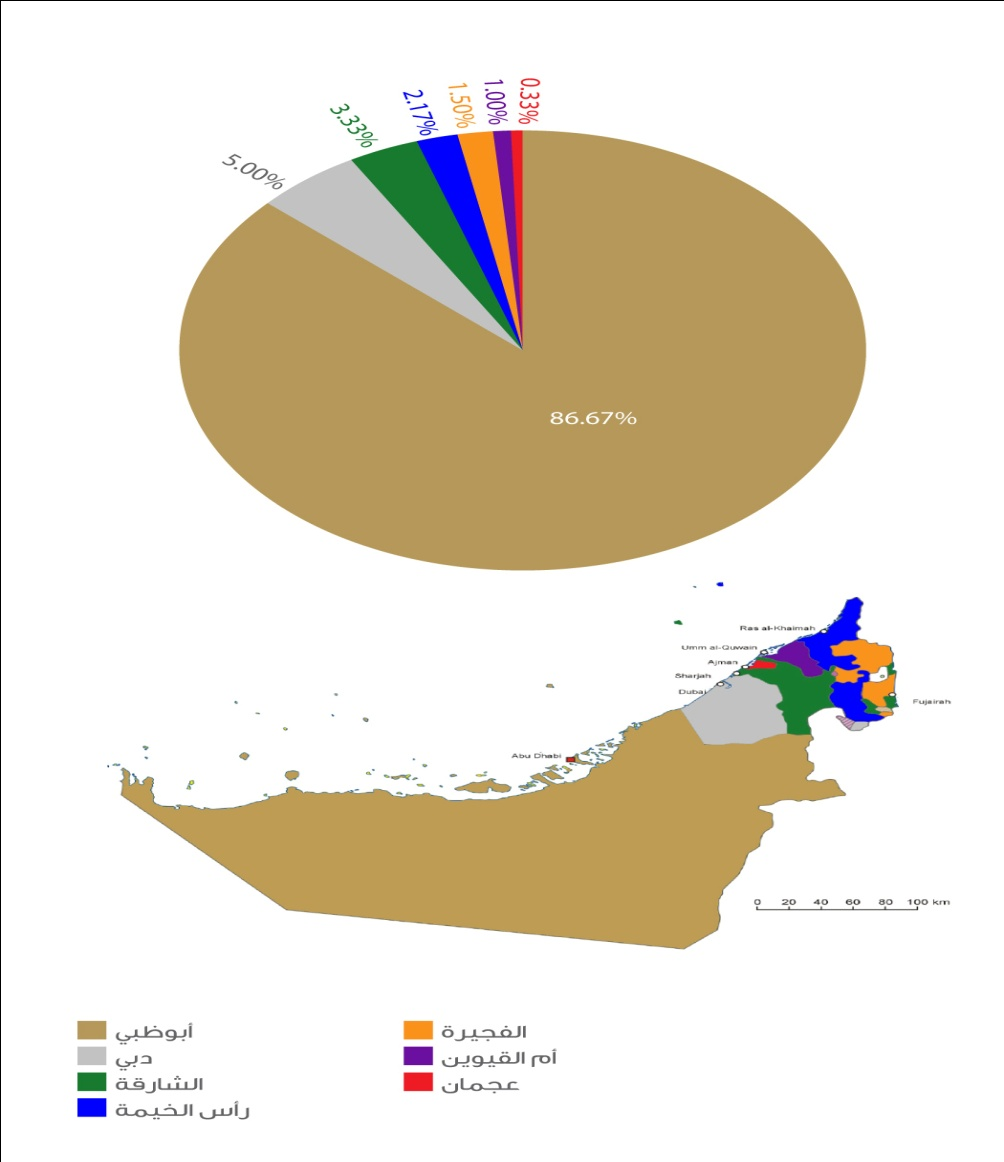 0.33%
1.00%
1.50%
2.17%
3.33%
5.00%
86.67%
Ras al-Khaimah
Umm al-Quwain
Ajman
Sharjah
Dubai
Fujairah
Abu Dhabi
0 20 40 60 80 100 km
أبوظبي
دبي
الشارقة
رأس الخيمة
الفجيرة
أم القيوين
عجمان